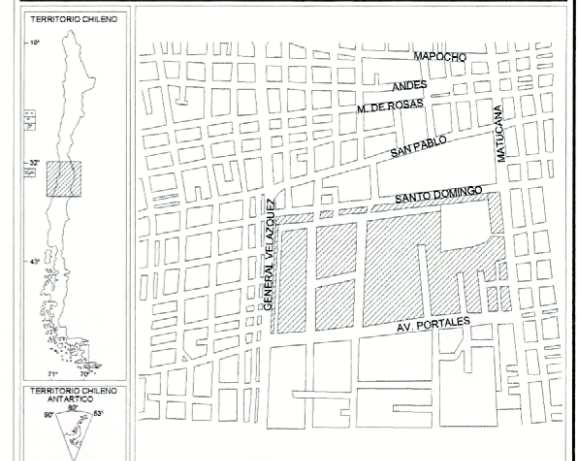 TERRITORIO CHILENO
18°
32°
43°
71°
70°
TERRITORIO CHILENO
ANTARTICO
90°
60°
53°
MAPOCHO
ANDES
M. DE ROSAS
SAN PABLO
MATUCANA
SANTO DOMINGO
GENERAL VELAZQUEZ
AV. PORTALES